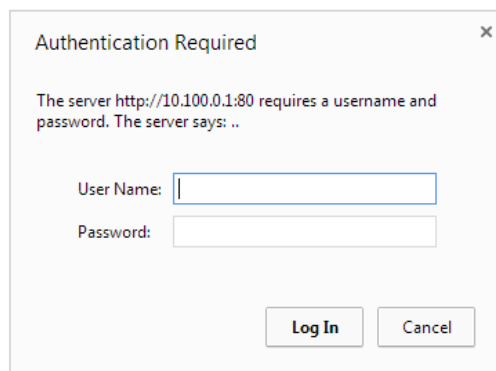 Authentication Required
The server http://10.100.0.1:80 requires a username and
password. The server says: ..
User Name:
Password:
Log In Cancel